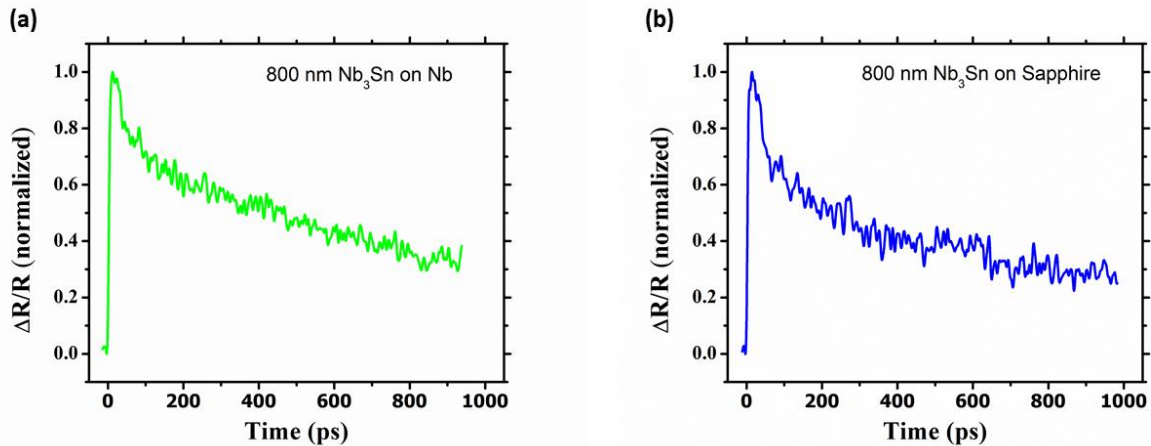 (a)
800 nm Nb₃Sn on Nb
ΔR/R (normalized)
1.0
0.8
0.6
0.4
0.2
0.0
0 200 400 600 800 1000
Time (ps)
(b)
800 nm Nb₃Sn on Sapphire
ΔR/R (normalized)
1.0
0.8
0.6
0.4
0.2
0.0
0 200 400 600 800 1000
Time (ps)